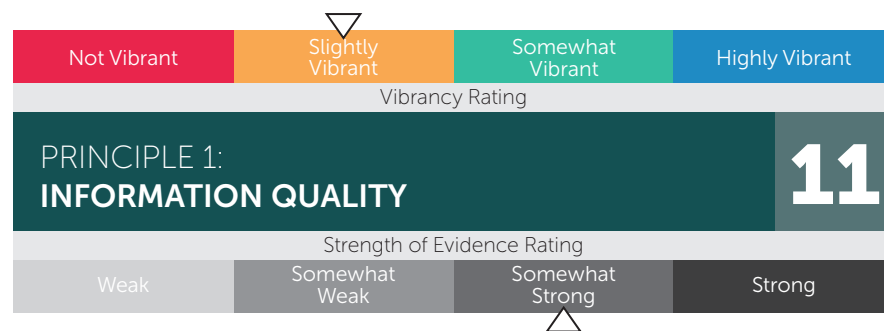 Not Vibrant
Slightly
Vibrant
Somewhat
Vibrant
Highly Vibrant
Vibrancy Rating
PRINCIPLE 1:
INFORMATION QUALITY
11
Strength of Evidence Rating
Weak
Somewhat
Weak
Somewhat
Strong
Strong